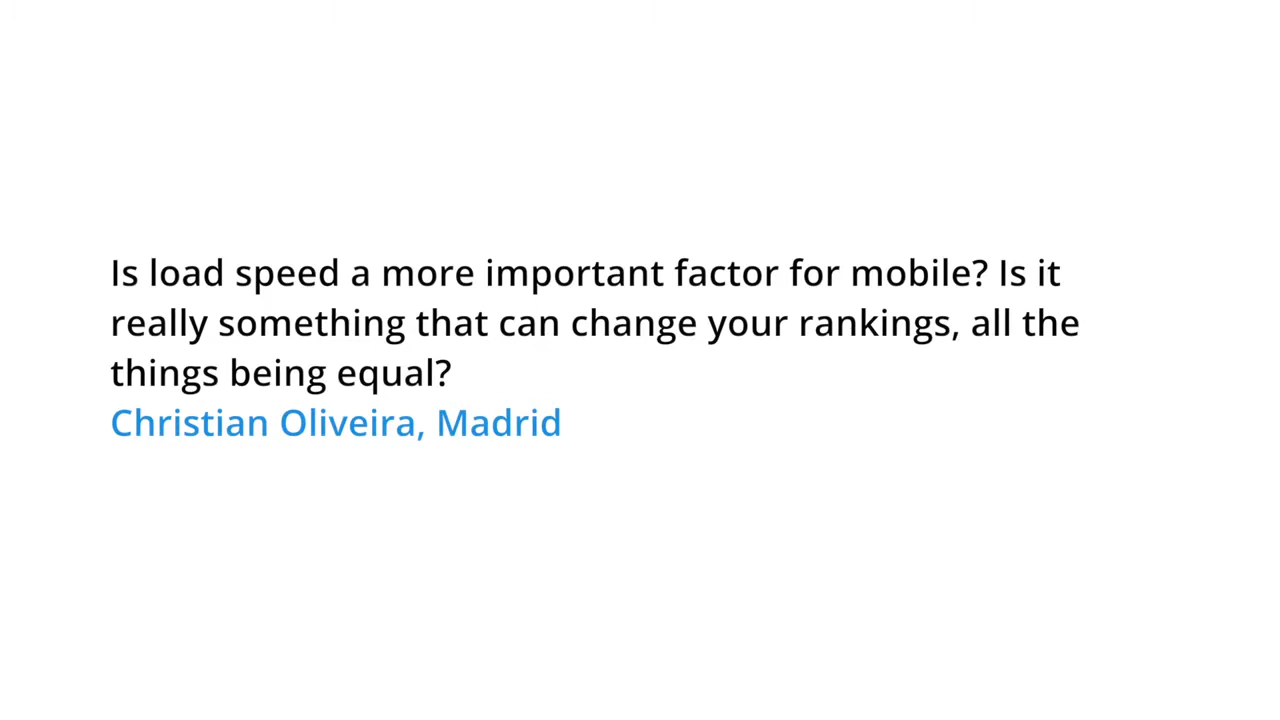 Is load speed a more important factor for mobile? Is it
really something that can change your rankings, all the
things being equal?
Christian Oliveira, Madrid